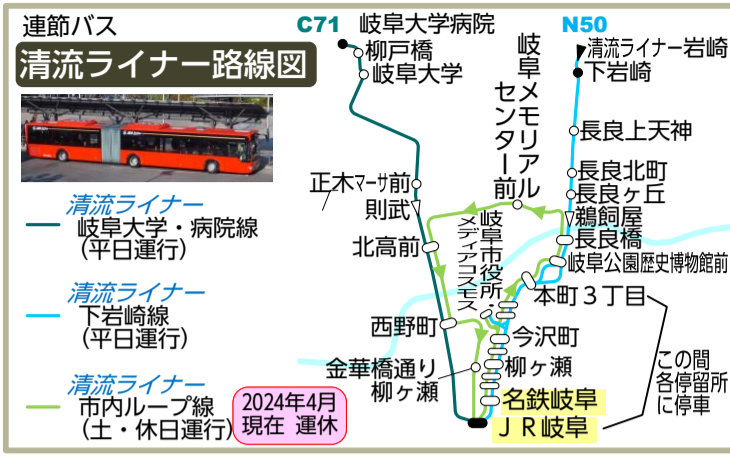 連節バス
清流ライナー路線図
清流ライナー
岐阜大学・病院線
(平日運行)
清流ライナー
下岩崎線
(平日運行)
清流ライナー
市内ループ線
(土・休日運行)
2024年4月
現在 運休
C71
岐阜大学病院
柳戸橋
岐阜大学
正木マーサ前
則武
北高前
西野町
金華橋通り
柳ヶ瀬
岐阜メモリアル
センター前
岐阜市役所・
メディアコスモス
N50
清流ライナー岩崎
下岩崎
長良上天神
長良北町
長良ヶ丘
鵜飼屋
長良橋
岐阜公園歴史博物館前
本町3丁目
今沢町
柳ヶ瀬
名鉄岐阜
JR岐阜
この間
各停留所
に停車